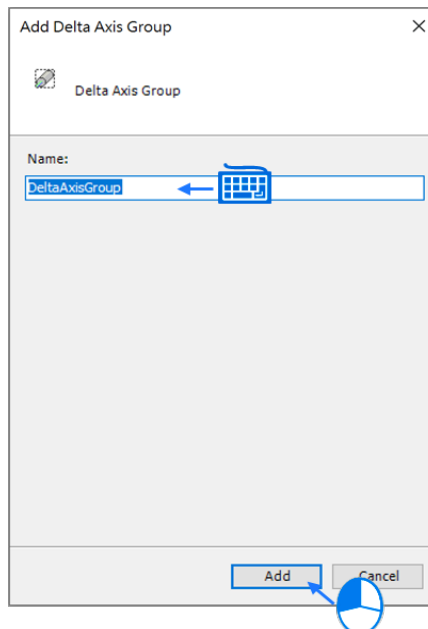 Add Delta Axis Group
Delta Axis Group
Name:
DeltaAxisGroup
Add
Cancel